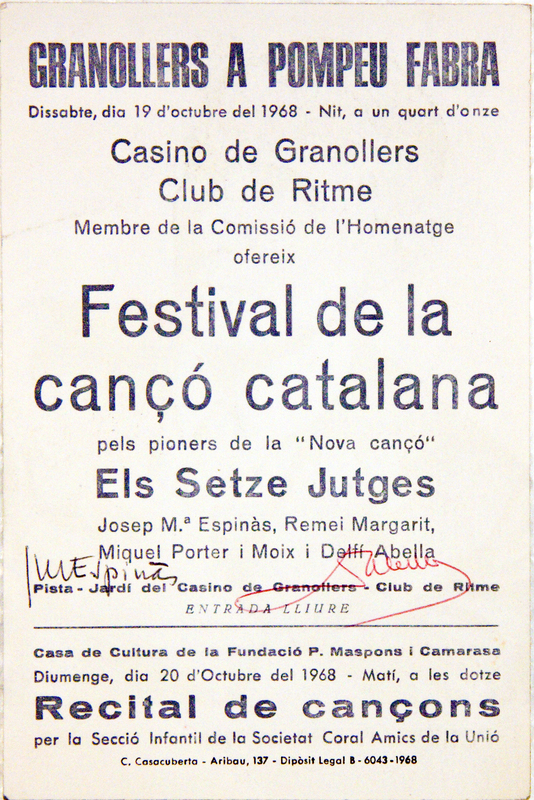 GRANOLLERS A POMPEU FABRA
Dissabte, dia 19 d'octubre del 1968 - Nit, a un quart d'onze
Casino de Granollers
Club de Ritme
Membre de la Comissió de l'Homenatge
ofereix
Festival de la
cançó catalana
pels pioners de la "Nova cançó"
Els Setze Jutges
Josep M.ª Espinàs, Remei Margarit,
Miquel Porter i Moix i Delfí Abella
JMEspinàs Abella
Pista - Jardí del Casino de Granollers - Club de Ritme
ENTRADA LLIURE
Casa de Cultura de la Fundació P. Maspons i Camarasa
Diumenge, dia 20 d'Octubre del 1968 - Matí, a les dotze
Recital de cançons
per la Secció Infantil de la Societat Coral Amics de la Unió
C. Casacuberta - Aribau, 137 - Dipòsit Legal B - 6043 - 1968